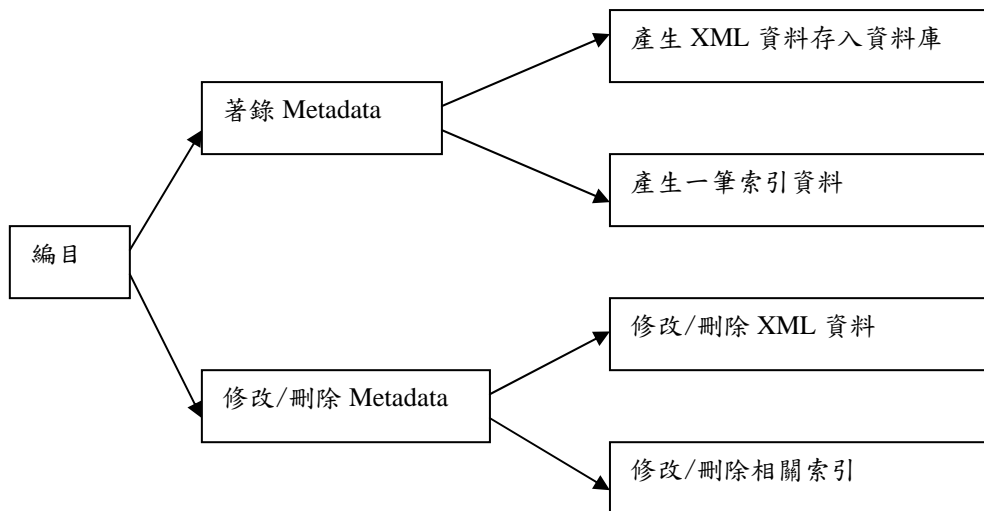 產生 XML 資料存入資料庫
著錄 Metadata
產生一筆索引資料
編目
修改/刪除 XML 資料
修改/刪除 Metadata
修改/刪除相關索引